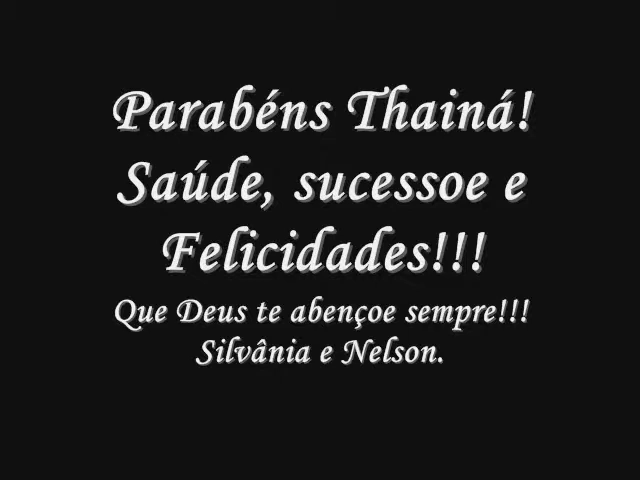 Parabéns Thainá!
Saúde, sucessoe e
Felicidades!!!
Que Deus te abençoe sempre!!!
Silvânia e Nelson.